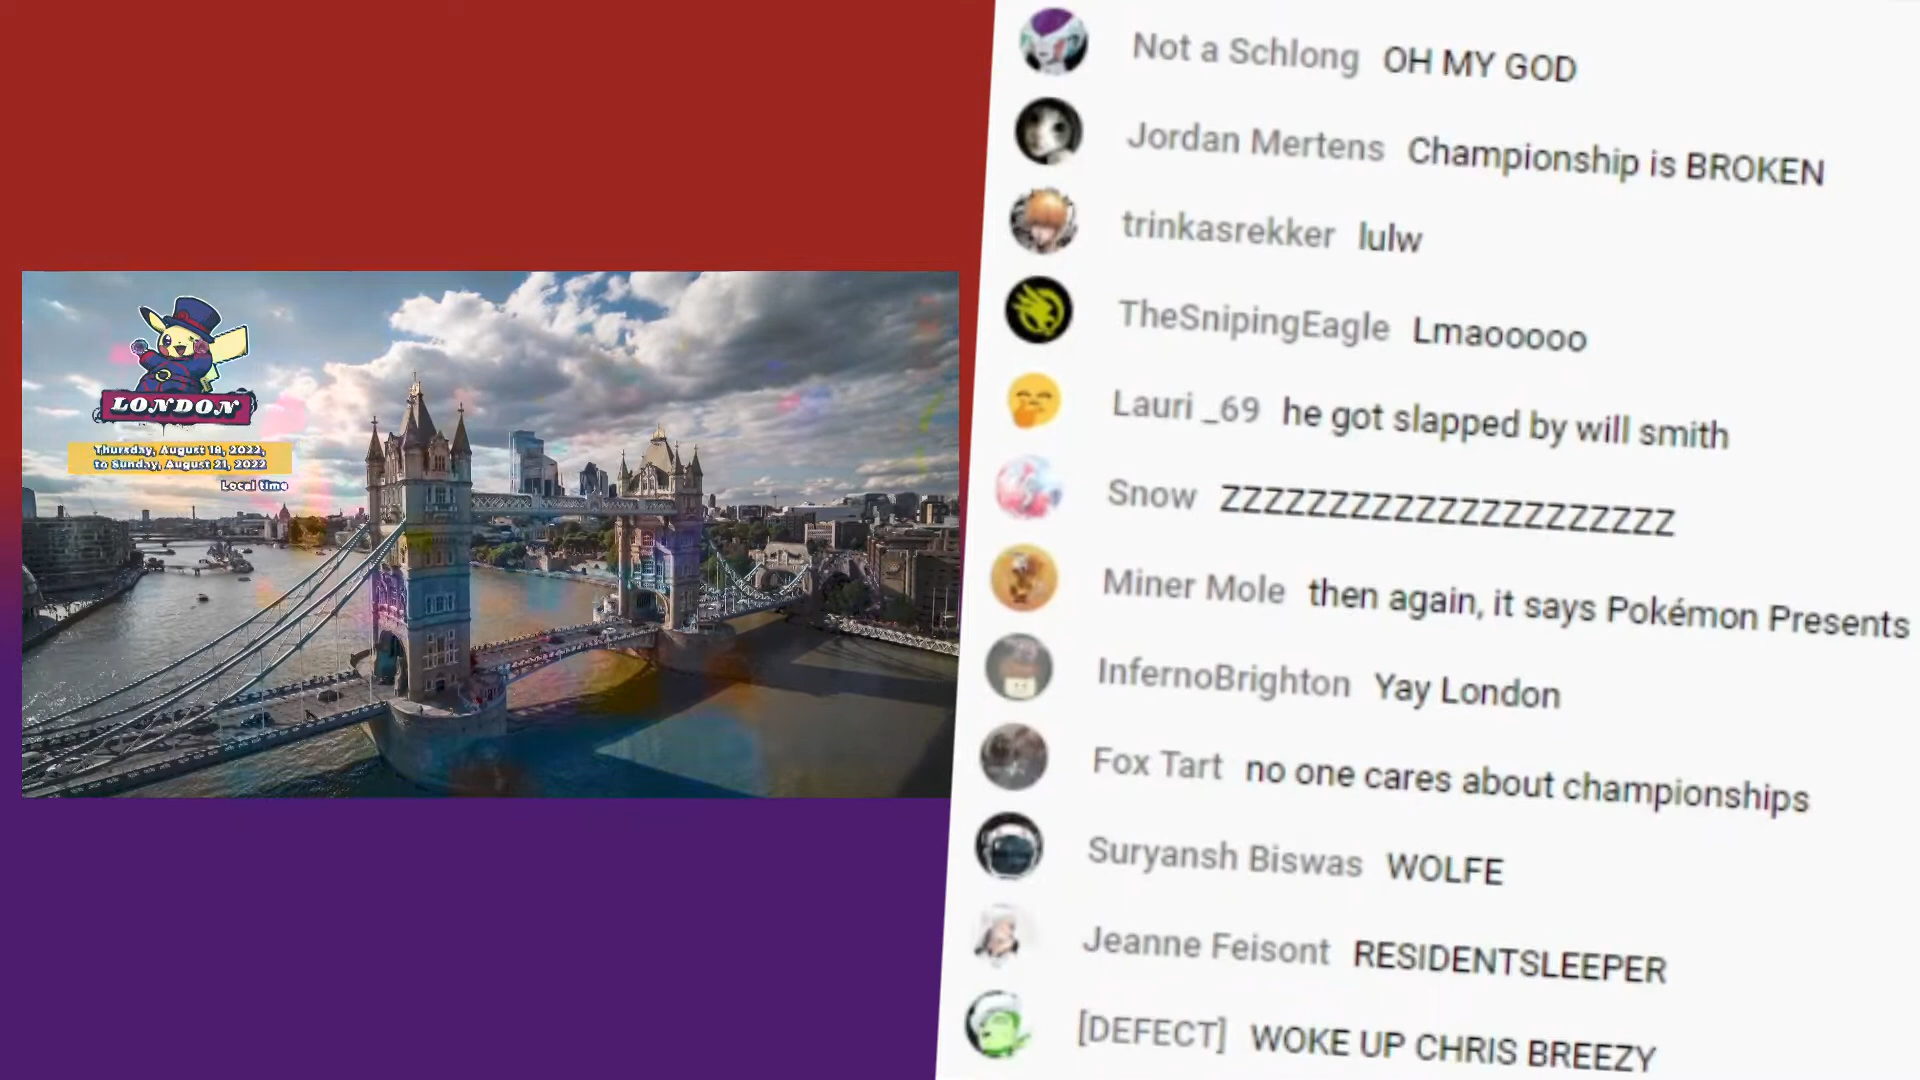 LONDON
Thursday, August 18, 2022,
to Sunday, August 21, 2022
Local time
Not a Schlong OH MY GOD
Jordan Mertens Championship is BROKEN
trinkasrekker lulw
TheSnipingEagle Lmaooooo
Lauri _69 he got slapped by will smith
Snow ZZZZZZZZZZZZZZZZZZZZZ
Miner Mole then again, it says Pokémon Presents
InfernoBrighton Yay London
Fox Tart no one cares about championships
Suryansh Biswas WOLFE
Jeanne Feisont RESIDENTSLEEPER
[DEFECT] WOKE UP CHRIS BREEZY